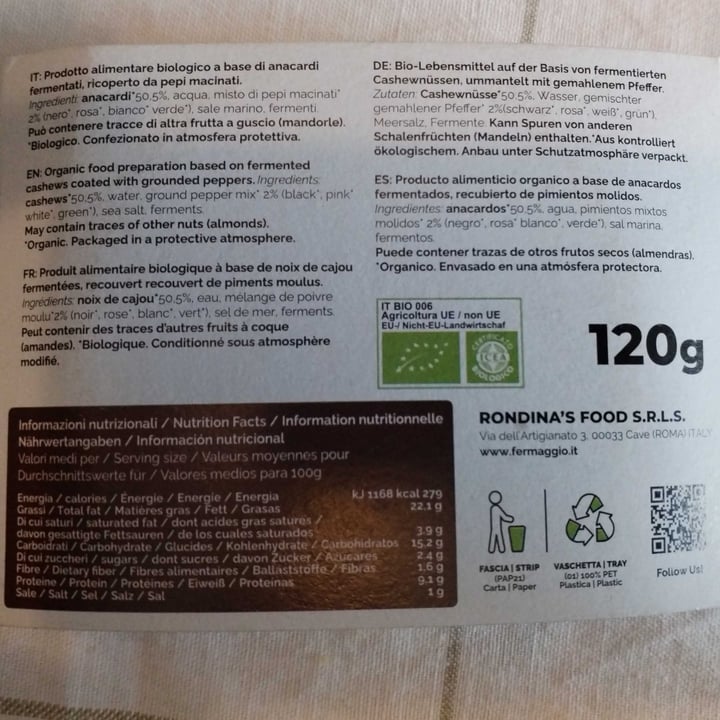 IT: Prodotto alimentare biologico a base di anacardi
fermentati, ricoperto da pepi macinati.
Ingredienti: anacardi*50,5%, acqua, misto di pepi macinati*
2% (nero*, rosa*, bianco* verde*), sale marino, fermenti.
Può contenere tracce di altra frutta a guscio (mandorle).
*Biologico. Confezionato in atmosfera protettiva.
EN: Organic food preparation based on fermented
cashews coated with grounded peppers. Ingredients:
cashews*50,5%, water, ground pepper mix* 2% (black*, pink*
white*, green*), sea salt, ferments.
May contain traces of other nuts (almonds).
*Organic. Packaged in a protective atmosphere.
FR: Produit alimentaire biologique à base de noix de cajou
fermentées, recouvert recouvert de piments moulus.
Ingrédients: noix de cajou*50,5%, eau, mélange de poivre
moulu*2% (noir*, rose*, blanc*, vert*), sel de mer, ferments.
Peut contenir des traces d'autres fruits à coque
(amandes). *Biologique. Conditionné sous atmosphère
modifié.
DE: Bio-Lebensmittel auf der Basis von fermentierten
Cashewnüssen, ummantelt mit gemahlenem Pfeffer.
Zutaten: Cashewnüsse*50,5%, Wasser, gemischter
gemahlener Pfeffer* 2%(schwarz*, rosa*, weiß*, grün*),
Meersalz, Fermente. Kann Spuren von anderen
Schalenfrüchten (Mandeln) enthalten.*Aus kontrolliert
ökologischem. Anbau unter Schutzatmosphäre verpackt.
ES: Producto alimenticio organico a base de anacardos
fermentados, recubierto de pimientos molidos.
Ingredientes: anacardos*50,5%, agua, pimientos mixtos
molidos* 2% (negro*, rosa* blanco*, verde*), sal marina,
fermentos.
Puede contener trazas de otros frutos secos (almendras).
*Organico. Envasado en una atmósfera protectora.
IT BIO 006
Agricoltura UE / non UE
EU-/ Nicht-EU-Landwirtschaf
CERTIFICATO
ICEA
BIOLOGICO
120g
Informazioni nutrizionali / Nutrition Facts / Information nutritionnelle
Nährwertangaben / Información nutricional
Valori medi per / Serving size / Valeurs moyennes pour
Durchschnittswerte für / Valores medios para 100g
Energia / calories / Énergie / Energie / Energia kJ 1168 kcal 279
Grassi / Total fat / Matières gras / Fett / Grasas 22,1 g
Di cui saturi / saturated fat / dont acides gras satures /
davon gesattigte Fettsauren / de los cuales saturados 3,9 g
Carboidrati / Carbohydrate / Glucides / Kohlenhydrate / Carbohidratos 15,2 g
Di cui zuccheri / sugars / dont sucres / davon Zucker / Azúcares 2,4 g
Fibre / Dietary fiber / Fibres alimentaires / Ballaststoffe / Fibras 1,6 g
Proteine / Protein / Protéines / Eiweiß / Proteinas 9,1 g
Sale / Salt / Sel / Salz / Sal 1 g
RONDINA'S FOOD S.R.L.S.
Via dell'Artigianato 3, 00033 Cave (ROMA) ITALY
www.fermaggio.it
FASCIA | STRIP
(PAP21)
Carta | Paper
VASCHETTA | TRAY
(01) 100% PET
Plastica | Plastic
Follow Us!